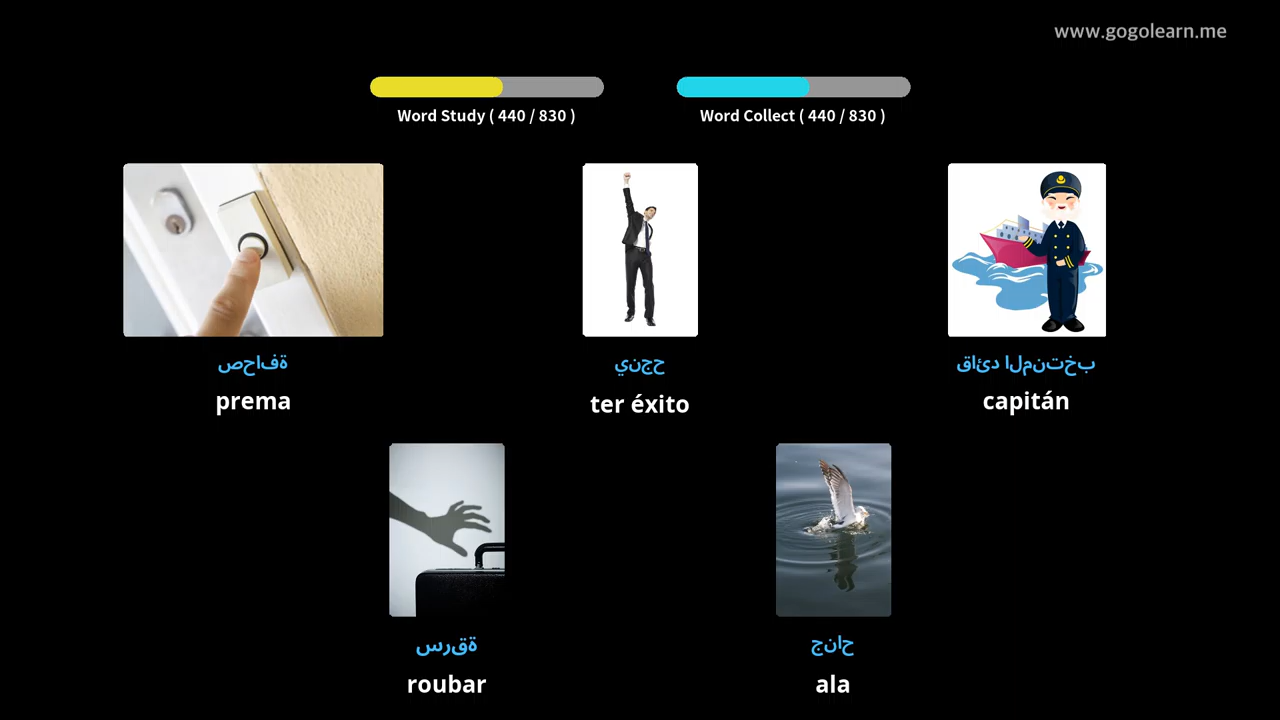 www.gogolearn.me
Word Study ( 440 / 830 )
Word Collect ( 440 / 830 )
صحافة
prema
ينجح
ter éxito
قائد المنتخب
capitán
سرقة
roubar
جناح
ala